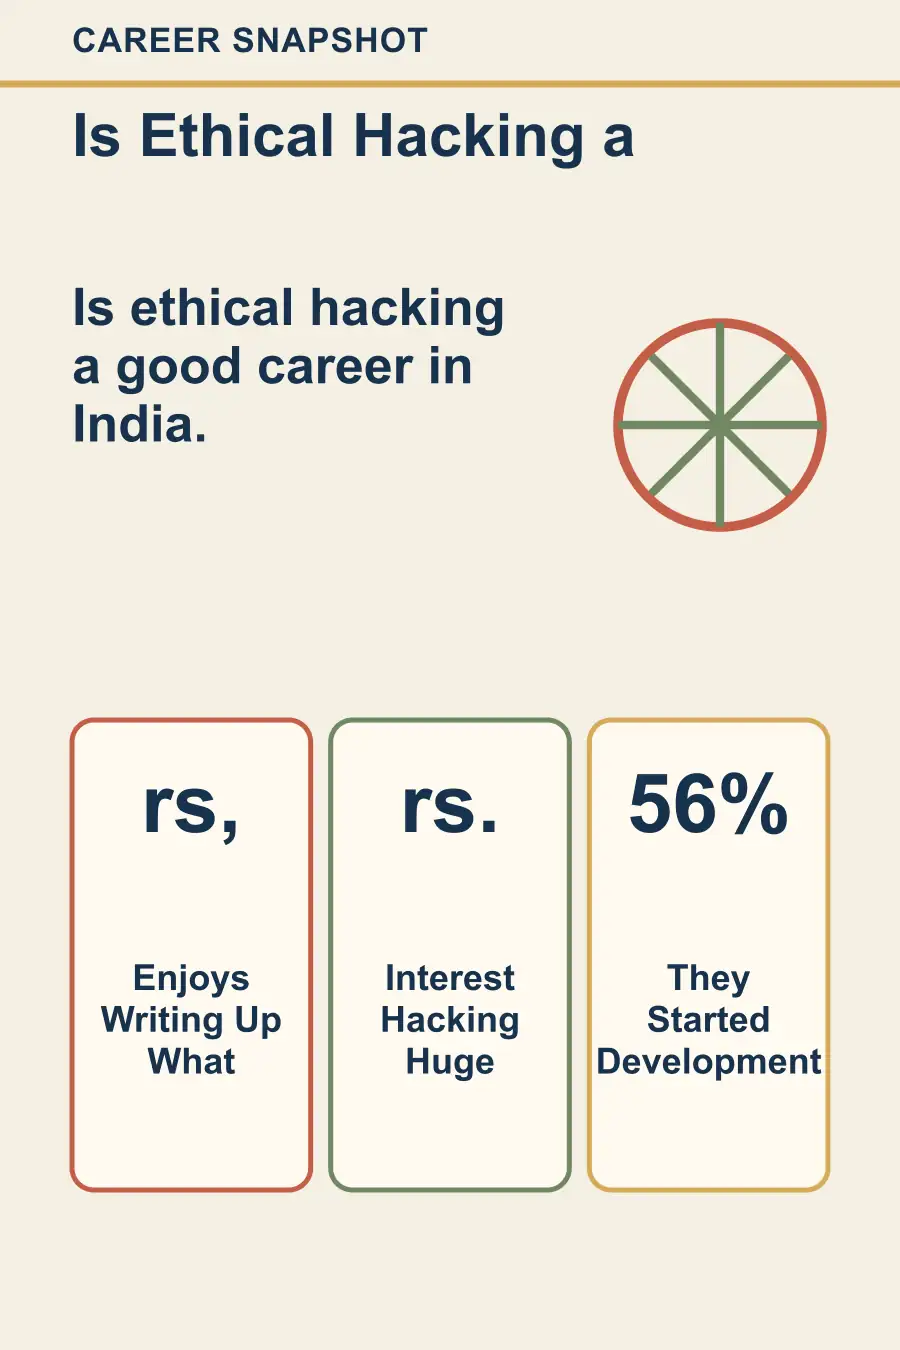 CAREER SNAPSHOT
Is Ethical Hacking a
Is ethical hacking
a good career in
India.
rs,
Enjoys
Writing Up
What
rs.
Interest
Hacking
Huge
56%
They
Started
Development